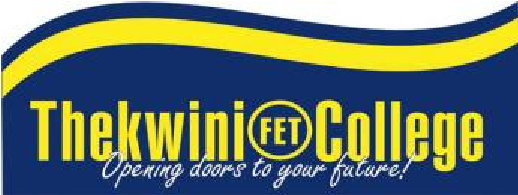 Thekwini FET College
Opening doors to your future!